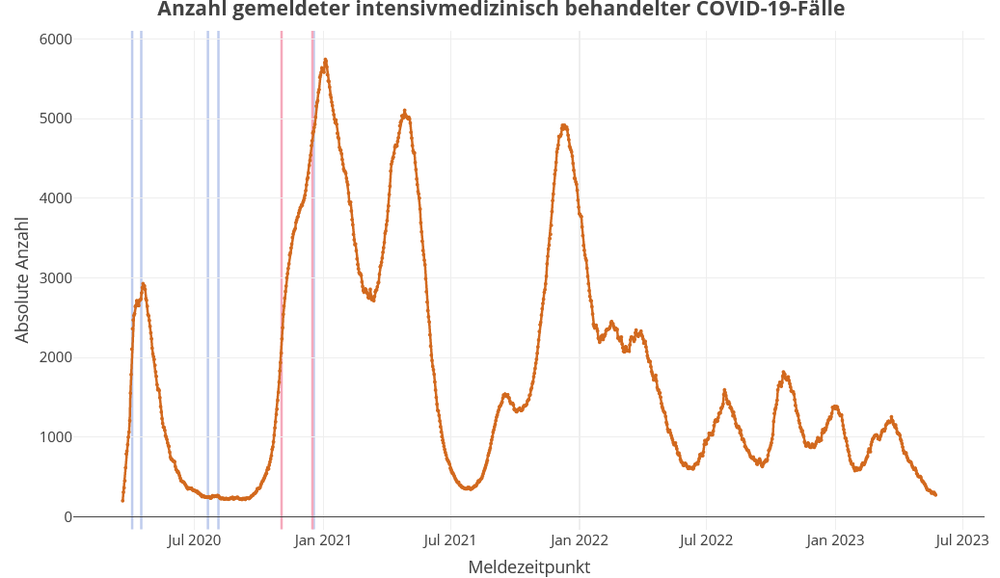 Anzahl gemeldeter intensivmedizinisch behandelter COVID-19-Fälle
6000
5000
4000
3000
2000
1000
0
Absolute Anzahl
Jul 2020
Jan 2021
Jul 2021
Jan 2022
Jul 2022
Jan 2023
Jul 2023
Meldezeitpunkt